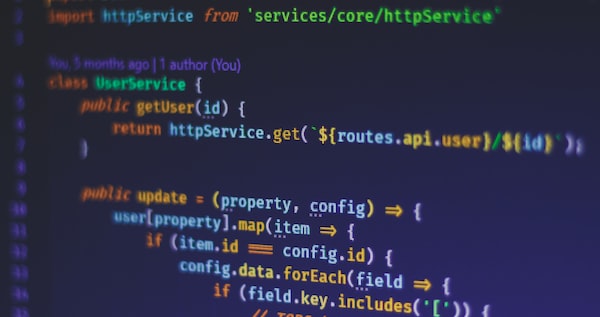 import httpService from 'services/core/httpService'
You, 5 months ago | 1 author (You)
class UserService {
public getUser(id) {
return httpService.get(`${routes.api.user}/${id}`);
}
public update = (property, config) => {
user[property].map(item => {
if (item.id === config.id) {
config.data.forEach(field => {
if (field.key.includes('[')) {
//